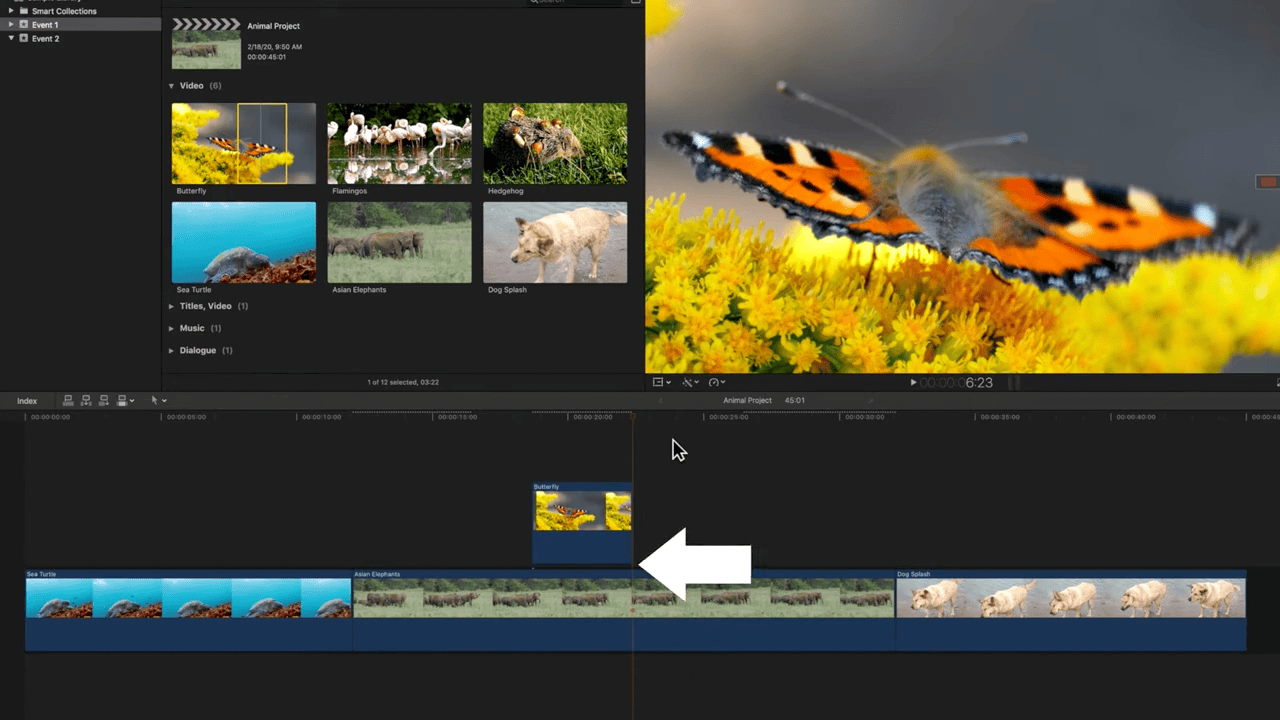 Smart Collections
Event 1
Event 2
Animal Project
2/18/20, 9:50 AM
00:00:45:01
Video (6)
Butterfly
Flamingos
Hedgehog
Sea Turtle
Asian Elephants
Dog Splash
Titles, Video (1)
Music (1)
Dialogue (1)
1 of 12 selected, 03:22
00:00:00:06:23
Index
Animal Project
45:01
00:00:00:00
00:00:05:00
00:00:10:00
00:00:15:00
00:00:20:00
00:00:25:00
00:00:30:00
00:00:35:00
00:00:40:00
Butterfly
Sea Turtle
Asian Elephants
Dog Splash